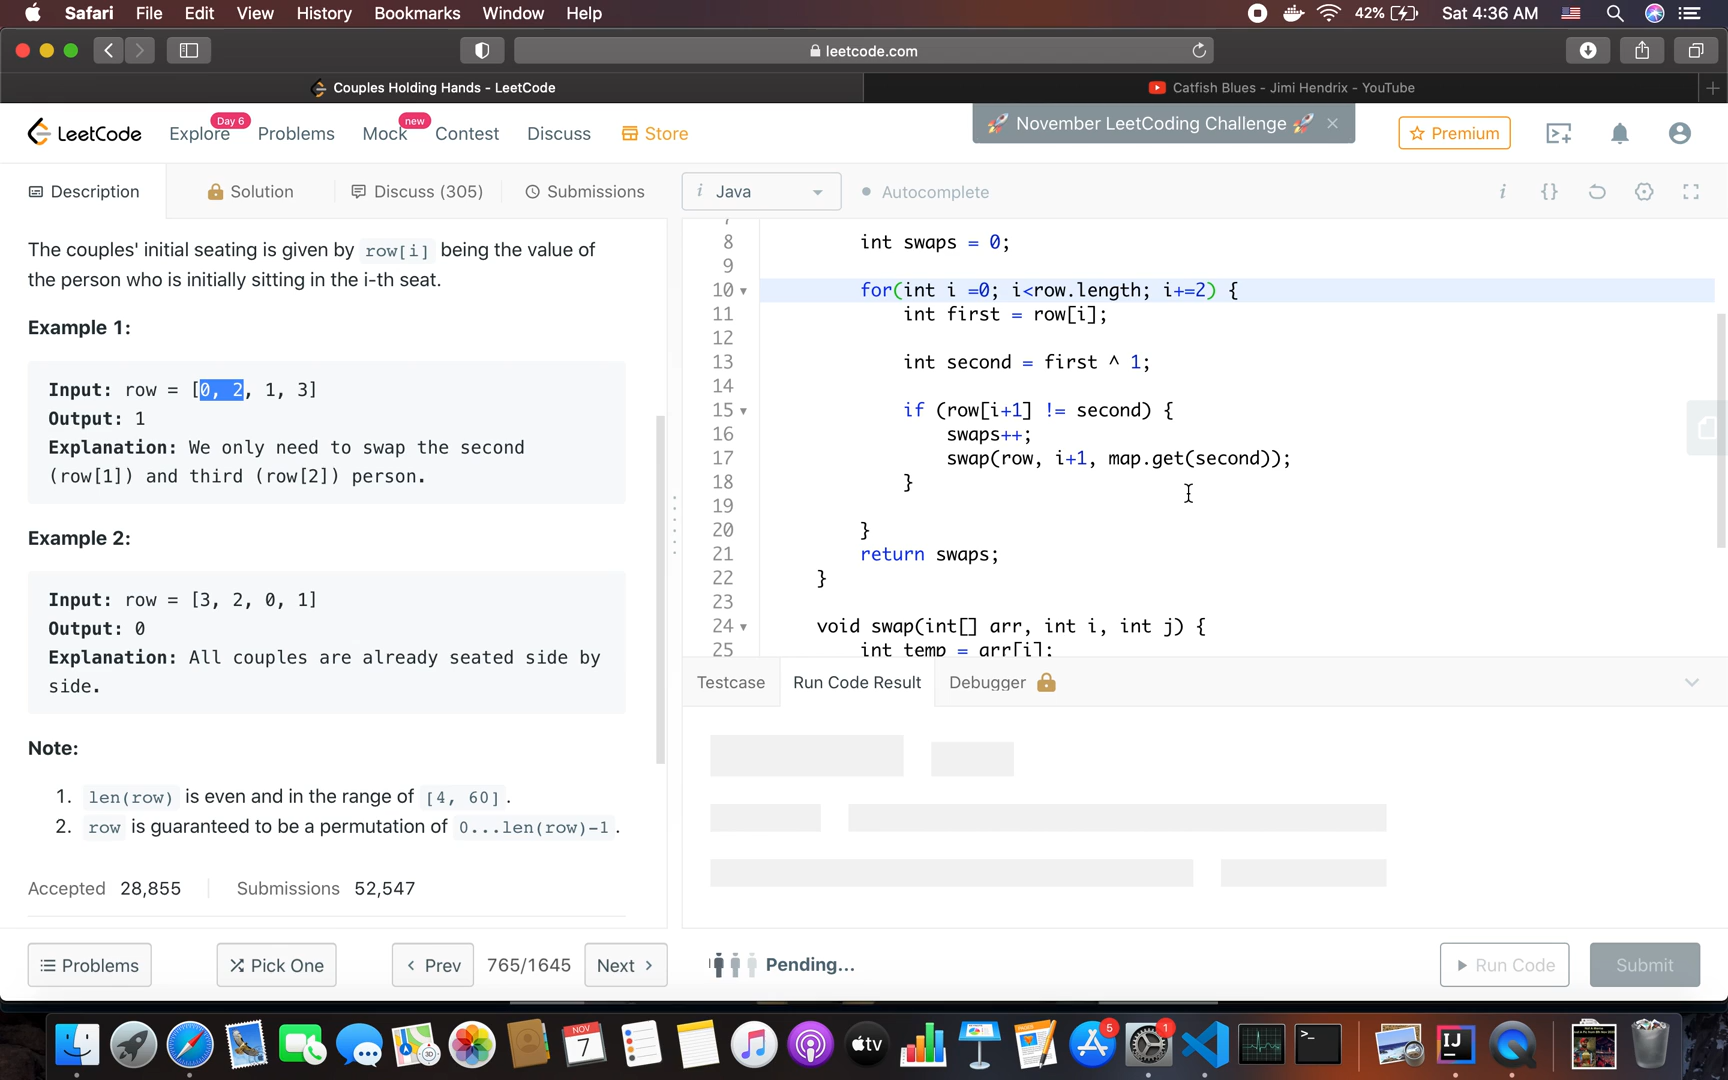 Safari File Edit View History Bookmarks Window Help 42% Sat 4:36 AM
leetcode.com
Couples Holding Hands - LeetCode Catfish Blues - Jimi Hendrix - YouTube
LeetCode Explore Day 6 Problems Mock new Contest Discuss Store 🚀 November LeetCoding Challenge 🚀 × Premium
Description Solution Discuss (305) Submissions i Java Autocomplete i {}
The couples' initial seating is given by row[i] being the value of
the person who is initially sitting in the i-th seat.
Example 1:
Input: row = [0, 2, 1, 3]
Output: 1
Explanation: We only need to swap the second
(row[1]) and third (row[2]) person.
Example 2:
Input: row = [3, 2, 0, 1]
Output: 0
Explanation: All couples are already seated side by
side.
Note:
1. len(row) is even and in the range of [4, 60].
2. row is guaranteed to be a permutation of 0...len(row)-1.
Accepted 28,855 Submissions 52,547
Problems Pick One < Prev 765/1645 Next >
8 int swaps = 0;
9
10 for(int i =0; i<row.length; i+=2) {
11 int first = row[i];
12
13 int second = first ^ 1;
14
15 if (row[i+1] != second) {
16 swaps++;
17 swap(row, i+1, map.get(second));
18 }
19
20 }
21 return swaps;
22 }
23
24 void swap(int[] arr, int i, int j) {
25 int temp = arr[i];
Testcase Run Code Result Debugger
Pending... Run Code Submit
NOV 7 tv 5 1 >_ IJ